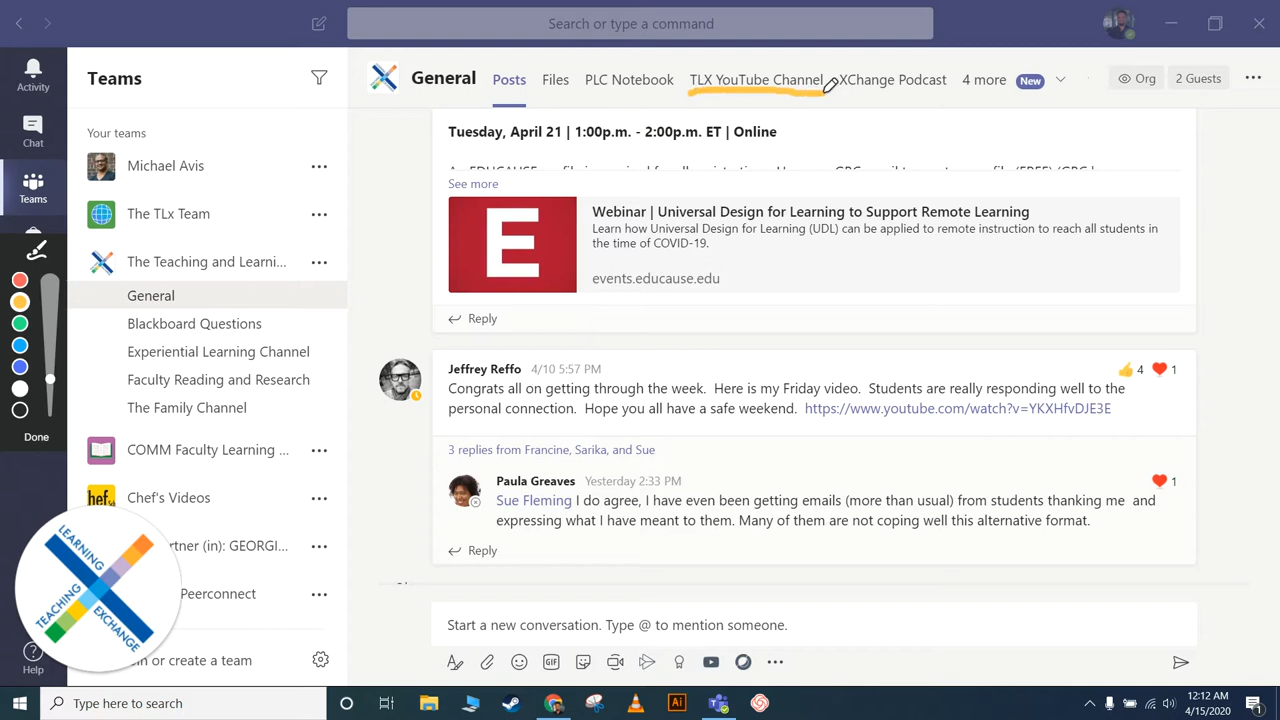 Search or type a command
Activity
Chat
Teams
Done
Help
Teams
Your teams
Michael Avis
The TLx Team
The Teaching and Learni...
General
Blackboard Questions
Experiential Learning Channel
Faculty Reading and Research
The Family Channel
COMM Faculty Learning ...
Chef's Videos
hef
artner (in): GEORGI...
Peerconnect
in or create a team
LEARNING
TEACHING
EXCHANGE
General
Posts
Files
PLC Notebook
TLX YouTube Channel
XChange Podcast
4 more
New
Org
2 Guests
Tuesday, April 21 | 1:00p.m. - 2:00p.m. ET | Online
See more
E
Webinar | Universal Design for Learning to Support Remote Learning
Learn how Universal Design for Learning (UDL) can be applied to remote instruction to reach all students in
the time of COVID-19.
events.educause.edu
Reply
Jeffrey Reffo 4/10 5:57 PM
4
1
Congrats all on getting through the week. Here is my Friday video. Students are really responding well to the
personal connection. Hope you all have a safe weekend. https://www.youtube.com/watch?v=YKXHfvDJE3E
3 replies from Francine, Sarika, and Sue
Paula Greaves Yesterday 2:33 PM
1
Sue Fleming I do agree, I have even been getting emails (more than usual) from students thanking me and
expressing what I have meant to them. Many of them are not coping well this alternative format.
Reply
Start a new conversation. Type @ to mention someone.
GIF
Type here to search
Ai
12:12 AM
4/15/2020
1